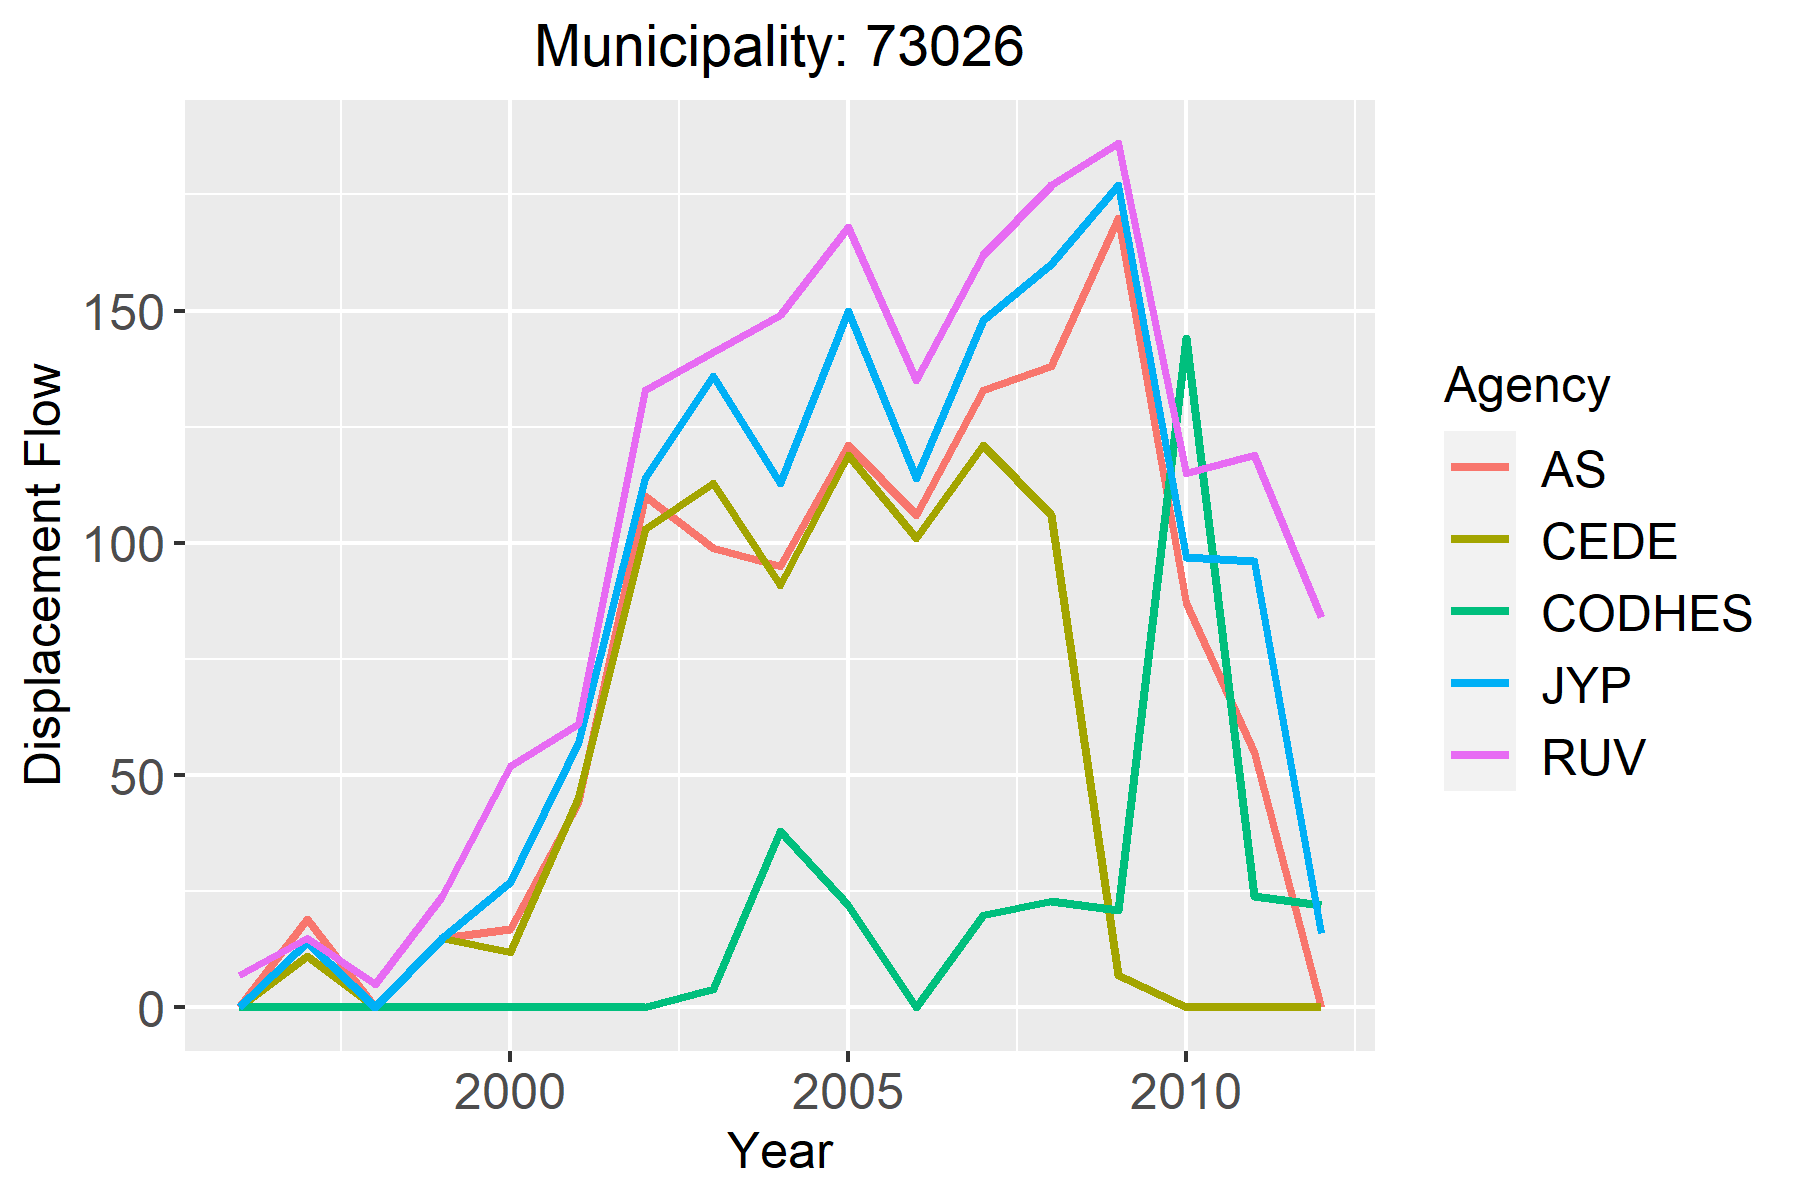 Municipality: 73026
Displacement Flow
150
100
50
0
2000 2005 2010
Year
Agency
AS
CEDE
CODHES
JYP
RUV